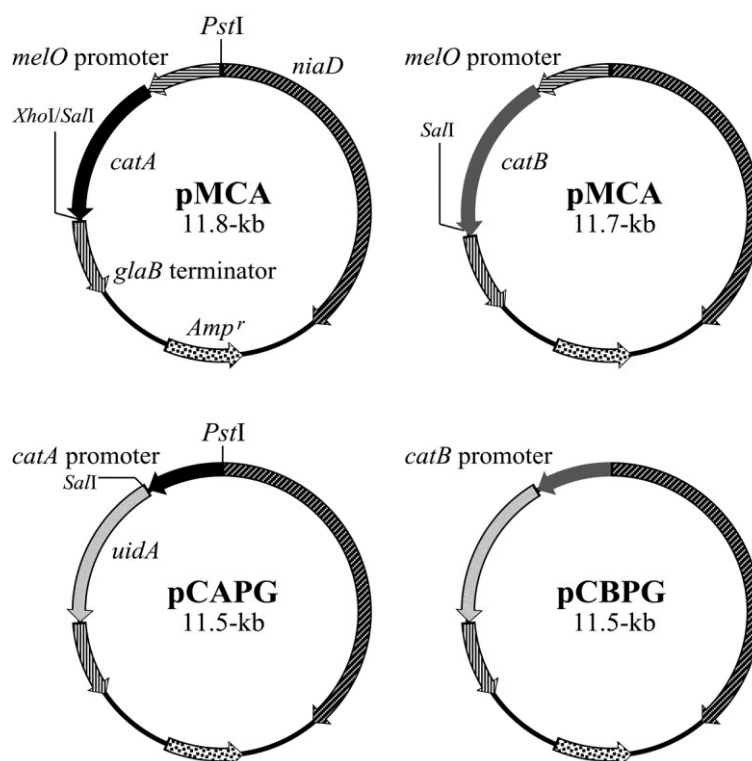 PstI
melO promoter
niaD
XhoI/SalI
catA
pMCA
11.8-kb
glaB terminator
Ampʳ
melO promoter
SalI
catB
pMCA
11.7-kb
PstI
catA promoter
SalI
uidA
pCAPG
11.5-kb
catB promoter
pCBPG
11.5-kb